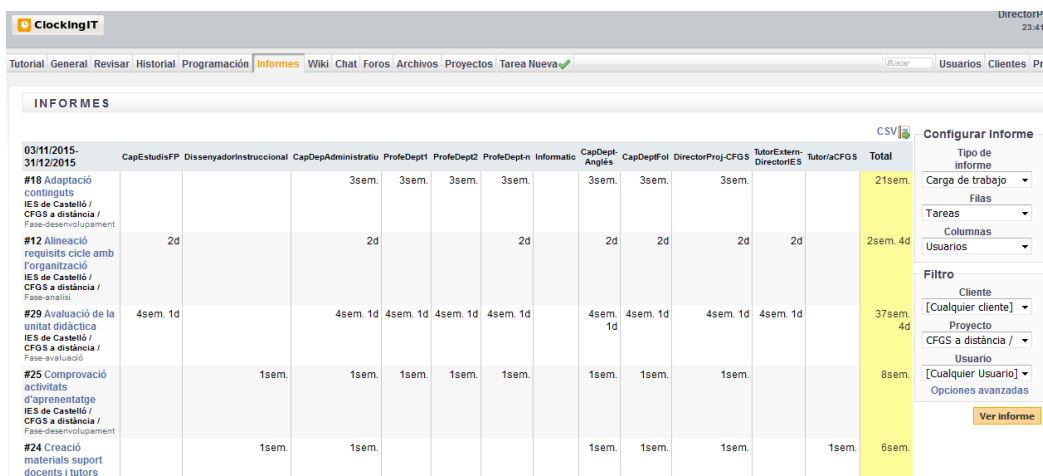 ClockingIT
DirectorP
23:41
Tutorial General Revisar Historial Programación Informes Wiki Chat Foros Archivos Proyectos Tarea Nueva
Buscar
Usuarios Clientes Pr
INFORMES
CSV
03/11/2015-
31/12/2015
CapEstudisFP DissenyadorInstruccional CapDepAdministratiu ProfeDept1 ProfeDept2 ProfeDept-n Informatic CapDept-Anglés CapDeptFol DirectorProj-CFGS TutorExtern-DirectorIES Tutor/aCFGS Total
#18 Adaptació
continguts
IES de Castelló /
CFGS a distància /
Fase-desenvolupament
3sem. 3sem. 3sem. 3sem. 3sem. 3sem. 3sem. 21sem.
#12 Alineació
requisits cicle amb
l'organització
IES de Castelló /
CFGS a distància /
Fase-analisi
2d 2d 2d 2d 2d 2d 2d 2sem. 4d
#29 Avaluació de la
unitat didàctica
IES de Castelló /
CFGS a distància /
Fase-avaluació
4sem. 1d 4sem. 1d 4sem. 1d 4sem. 1d 4sem. 1d 4sem. 1d 4sem. 1d 4sem. 1d 4sem. 1d 37sem. 4d
#25 Comprovació
activitats
d'aprenentatge
IES de Castelló /
CFGS a distància /
Fase-desenvolupament
1sem. 1sem. 1sem. 1sem. 1sem. 1sem. 1sem. 1sem. 8sem.
#24 Creació
materials suport
docents i tutors
1sem. 1sem. 1sem. 1sem. 1sem. 1sem. 6sem.
Configurar Informe
Tipo de
informe
Carga de trabajo
Filas
Tareas
Columnas
Usuarios
Filtro
Cliente
[Cualquier cliente]
Proyecto
CFGS a distància /
Usuario
[Cualquier Usuario]
Opciones avanzadas
Ver informe